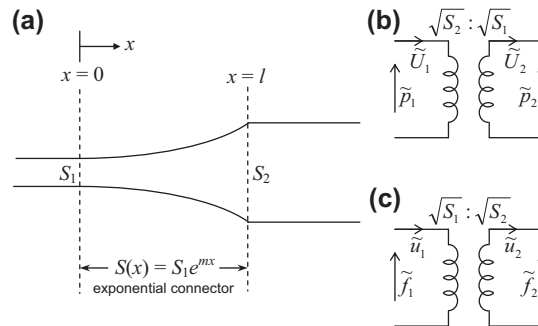 (a)
x
x = 0
x = l
S₁
S₂
S(x) = S₁e^{mx}
exponential connector
(b)
√S₂ : √S₁
Ũ₁
Ũ₂
p̃₁
p̃₂
(c)
√S₁ : √S₂
ũ₁
ũ₂
f̃₁
f̃₂